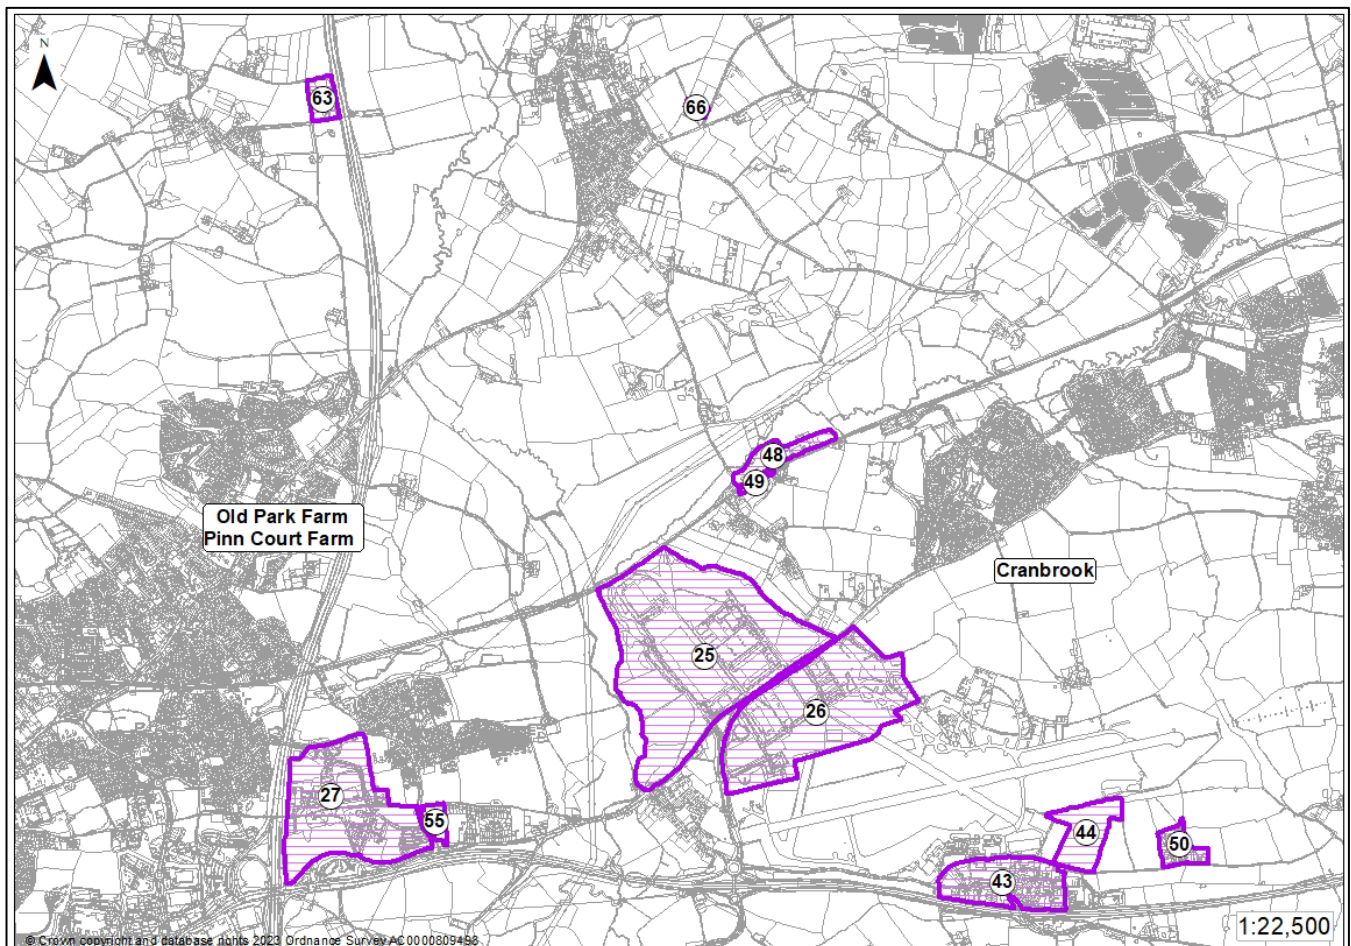 N
63
66
48
49
Old Park Farm
Pinn Court Farm
Cranbrook
25
26
27
55
44
50
43
1:22,500
© Crown copyright and database rights 2023 Ordnance Survey AC0000809498